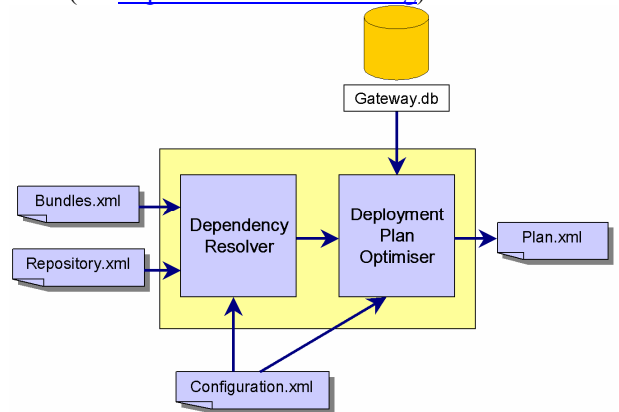 Gateway.db
Bundles.xml
Repository.xml
Dependency
Resolver
Deployment
Plan
Optimiser
Plan.xml
Configuration.xml